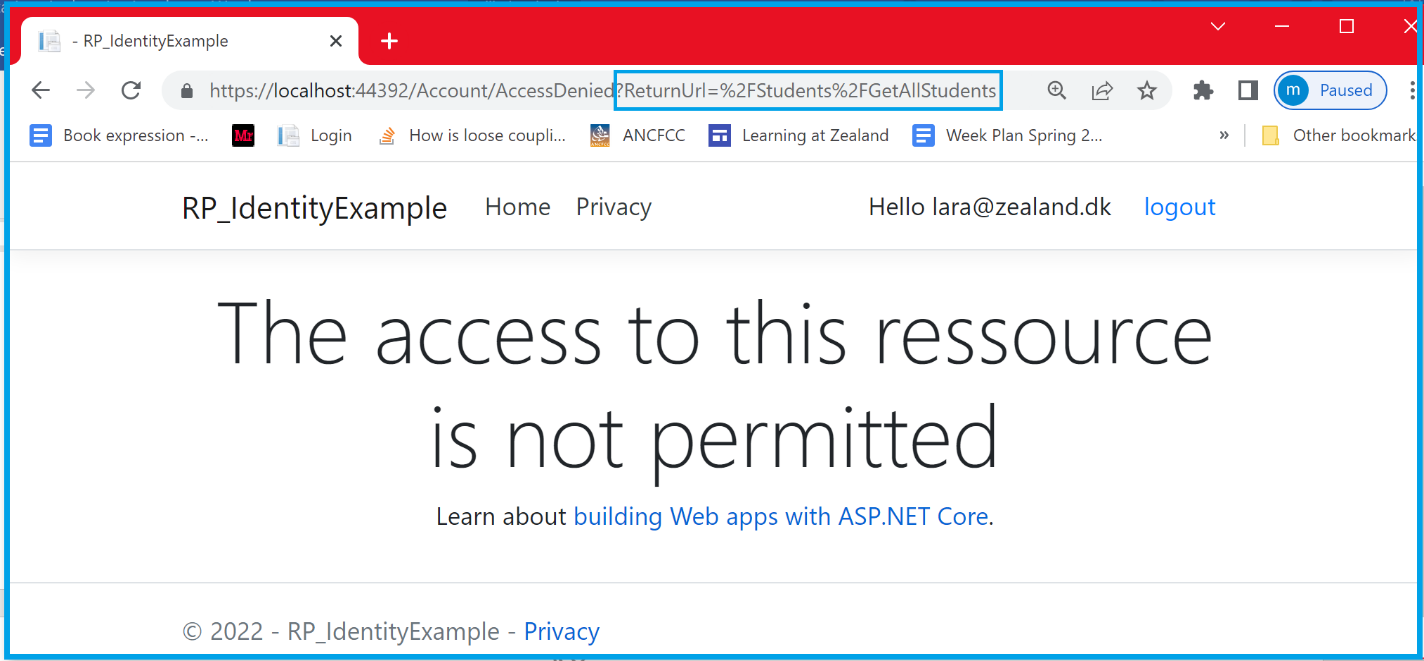 - RP_IdentityExample
https://localhost:44392/Account/AccessDenied?ReturnUrl=%2FStudents%2FGetAllStudents
m Paused
Book expression -... Mr Login How is loose coupli... ANCFCC Learning at Zealand Week Plan Spring 2... » Other bookmark
RP_IdentityExample Home Privacy Hello lara@zealand.dk logout
The access to this ressource
is not permitted
Learn about building Web apps with ASP.NET Core.
© 2022 - RP_IdentityExample - Privacy